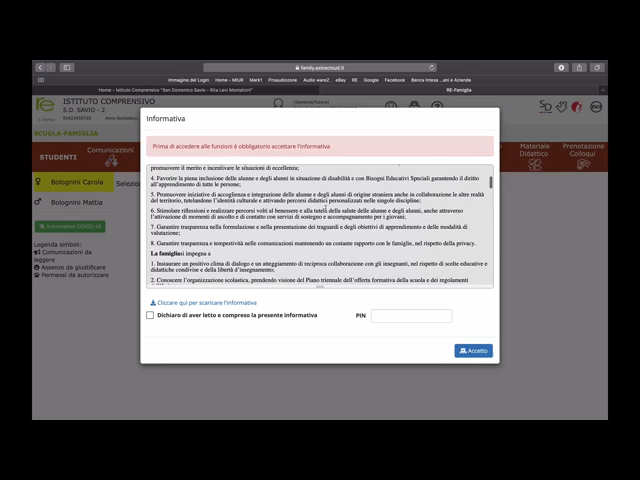 family.axioscloud.it
Immagine del Login Home - MIUR Mark1 Proaudizone Audio ware2 eBay RE Google Facebook Banca Intesa ...ani e Aziende
Home - Istituto Comprensivo "San Domenico Savio - Rita Levi Montalcini"
RE-Famiglia
ISTITUTO COMPRENSIVO
S.D. SAVIO - 2
Anno Scolastico
SCUOLA-FAMIGLIA
STUDENTI
Comunicazioni
Materiale
Didattico
Prenotazione
Colloqui
Bolognini Carola
Selezio
Bolognini Mattia
Informative COVID-19
Legenda simboli:
Comunicazioni da
leggere
Assenze da giustificare
Permessi da autorizzare
Informativa
Prima di accedere alle funzioni è obbligatorio accettare l'informativa
promuovere il merito e incentivare le situazioni di eccellenza;
4. Favorire la piena inclusione delle alunne e degli alunni in situazione di disabilità e con Bisogni Educativi Speciali garantendo il diritto
all'apprendimento di tutte le persone;
5. Promuovere iniziative di accoglienza e integrazione delle alunne e degli alunni di origine straniera anche in collaborazione le altre realtà
del territorio, tutelandone l'identità culturale e attivando percorsi didattici personalizzati nelle singole discipline;
6. Stimolare riflessioni e realizzare percorsi volti al benessere e alla tutela della salute delle alunne e degli alunni, anche attraverso
l'attivazione di momenti di ascolto e di contatto con servizi di sostegno e accompagnamento per i giovani;
7. Garantire trasparenza nella formulazione e nella presentazione dei traguardi e degli obiettivi di apprendimento e delle modalità di
valutazione;
8. Garantire trasparenza e tempestività nelle comunicazioni mantenendo un costante rapporto con le famiglie, nel rispetto della privacy.
La famiglia si impegna a
1. Instaurare un positivo clima di dialogo e un atteggiamento di reciproca collaborazione con gli insegnanti, nel rispetto di scelte educative e
didattiche condivise e della libertà d'insegnamento;
2. Conoscere l'organizzazione scolastica, prendendo visione del Piano triennale dell'offerta formativa della scuola e dei regolamenti
Cliccare qui per scaricare l'informativa
Dichiaro di aver letto e compreso la presente informativa
PIN
Accetto